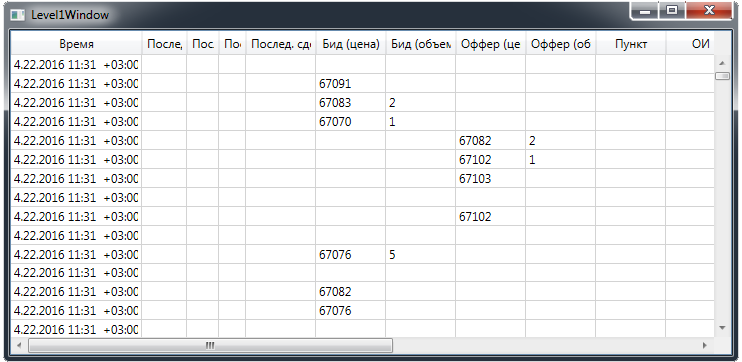 Level1Window
Время Послед Пос. По Послед. сде Бид (цена) Бид (объем Оффер (це Оффер (об Пункт ОИ
4.22.2016 11:31 +03:00
4.22.2016 11:31 +03:00 67091
4.22.2016 11:31 +03:00 67083 2
4.22.2016 11:31 +03:00 67070 1
4.22.2016 11:31 +03:00 67082 2
4.22.2016 11:31 +03:00 67102 1
4.22.2016 11:31 +03:00 67103
4.22.2016 11:31 +03:00
4.22.2016 11:31 +03:00 67102
4.22.2016 11:31 +03:00
4.22.2016 11:31 +03:00 67076 5
4.22.2016 11:31 +03:00
4.22.2016 11:31 +03:00 67082
4.22.2016 11:31 +03:00 67076
4.22.2016 11:31 +03:00